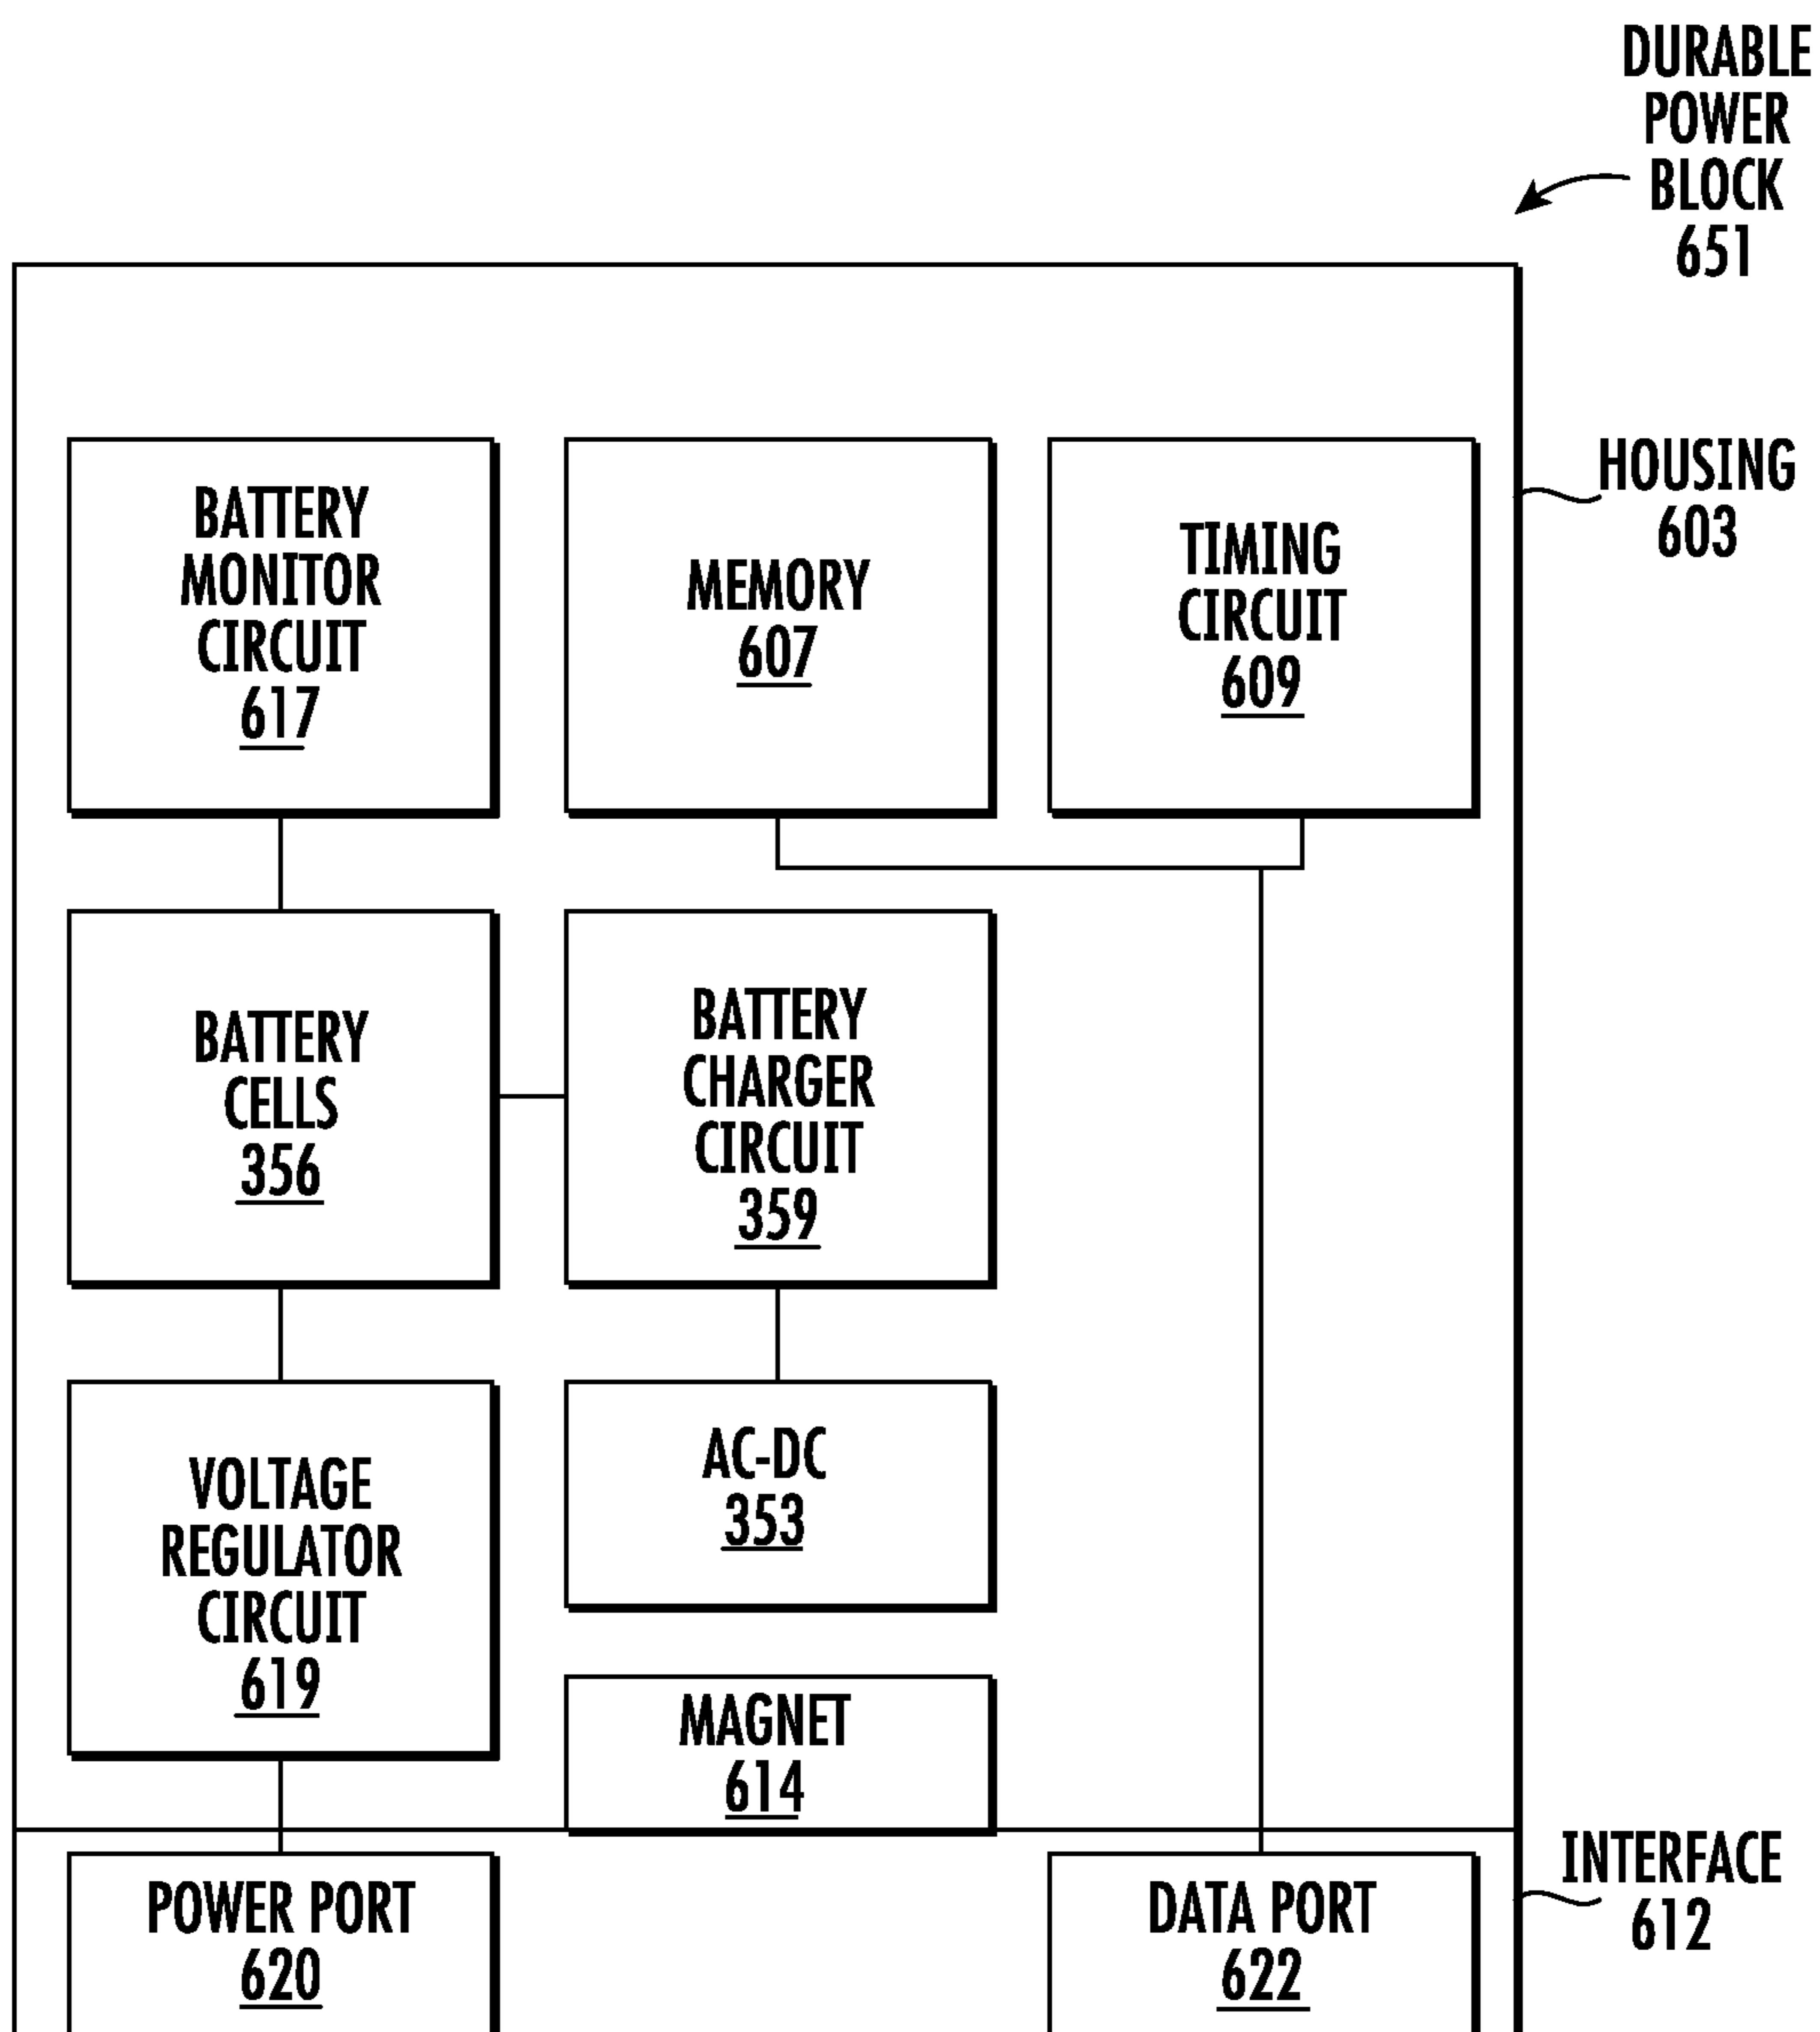 DURABLE
POWER
BLOCK
651
HOUSING
603
BATTERY
MONITOR
CIRCUIT
617
MEMORY
607
TIMING
CIRCUIT
609
BATTERY
CELLS
356
BATTERY
CHARGER
CIRCUIT
359
VOLTAGE
REGULATOR
CIRCUIT
619
AC-DC
353
MAGNET
614
INTERFACE
612
POWER PORT
620
DATA PORT
622